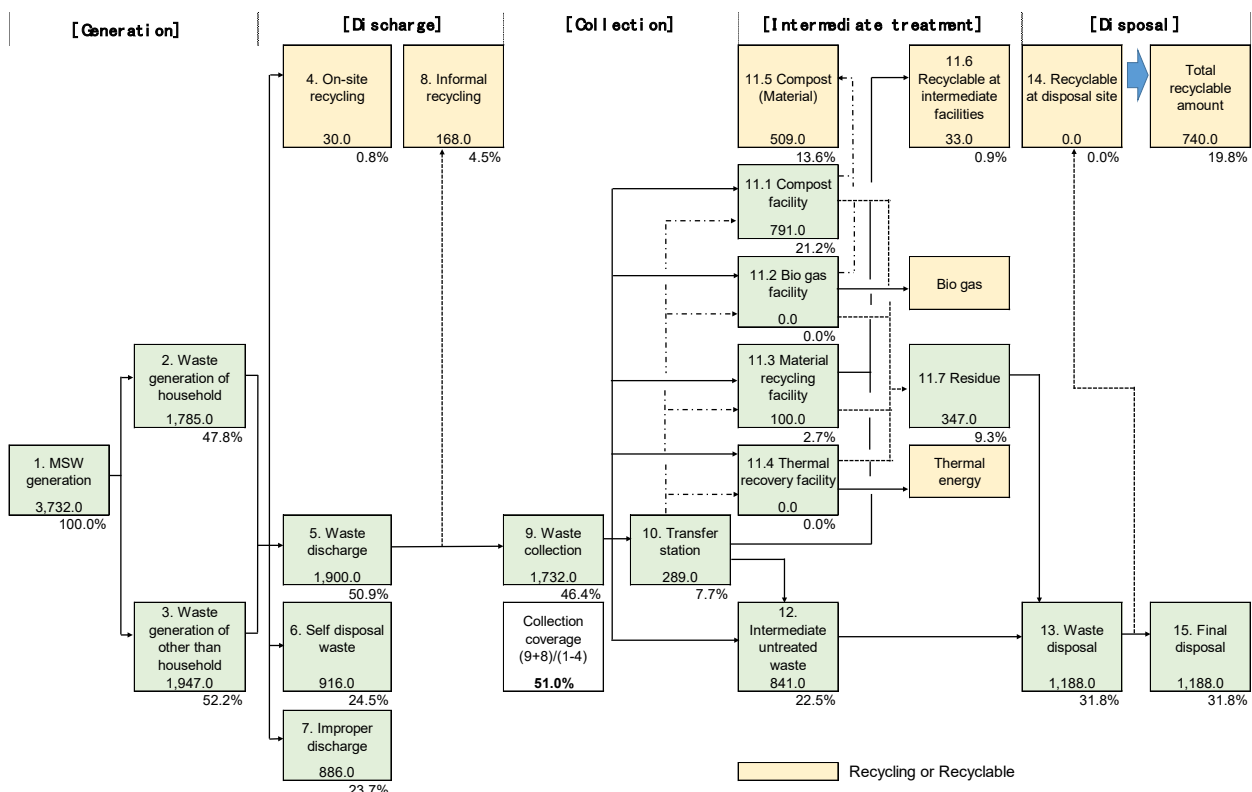 [Generation]
[Discharge]
[Collection]
[Intermediate treatment]
[Disposal]
4. On-site
recycling
30.0
0.8%
8. Informal
recycling
168.0
4.5%
11.5 Compost
(Material)
509.0
13.6%
11.6
Recyclable at
intermediate
facilities
33.0
0.9%
14. Recyclable
at disposal site
0.0
0.0%
Total
recyclable
amount
740.0
19.8%
11.1 Compost
facility
791.0
21.2%
11.2 Bio gas
facility
0.0
0.0%
Bio gas
2. Waste
generation of
household
1,785.0
47.8%
11.3 Material
recycling
facility
100.0
2.7%
11.7 Residue
347.0
9.3%
1. MSW
generation
3,732.0
100.0%
11.4 Thermal
recovery facility
0.0
0.0%
Thermal
energy
5. Waste
discharge
1,900.0
50.9%
9. Waste
collection
1,732.0
46.4%
10. Transfer
station
289.0
7.7%
3. Waste
generation of
other than
household
1,947.0
52.2%
6. Self disposal
waste
916.0
24.5%
Collection
coverage
(9+8)/(1-4)
51.0%
12.
Intermediate
untreated
waste
841.0
22.5%
13. Waste
disposal
1,188.0
31.8%
15. Final
disposal
1,188.0
31.8%
7. Improper
discharge
886.0
23.7%
Recycling or Recyclable